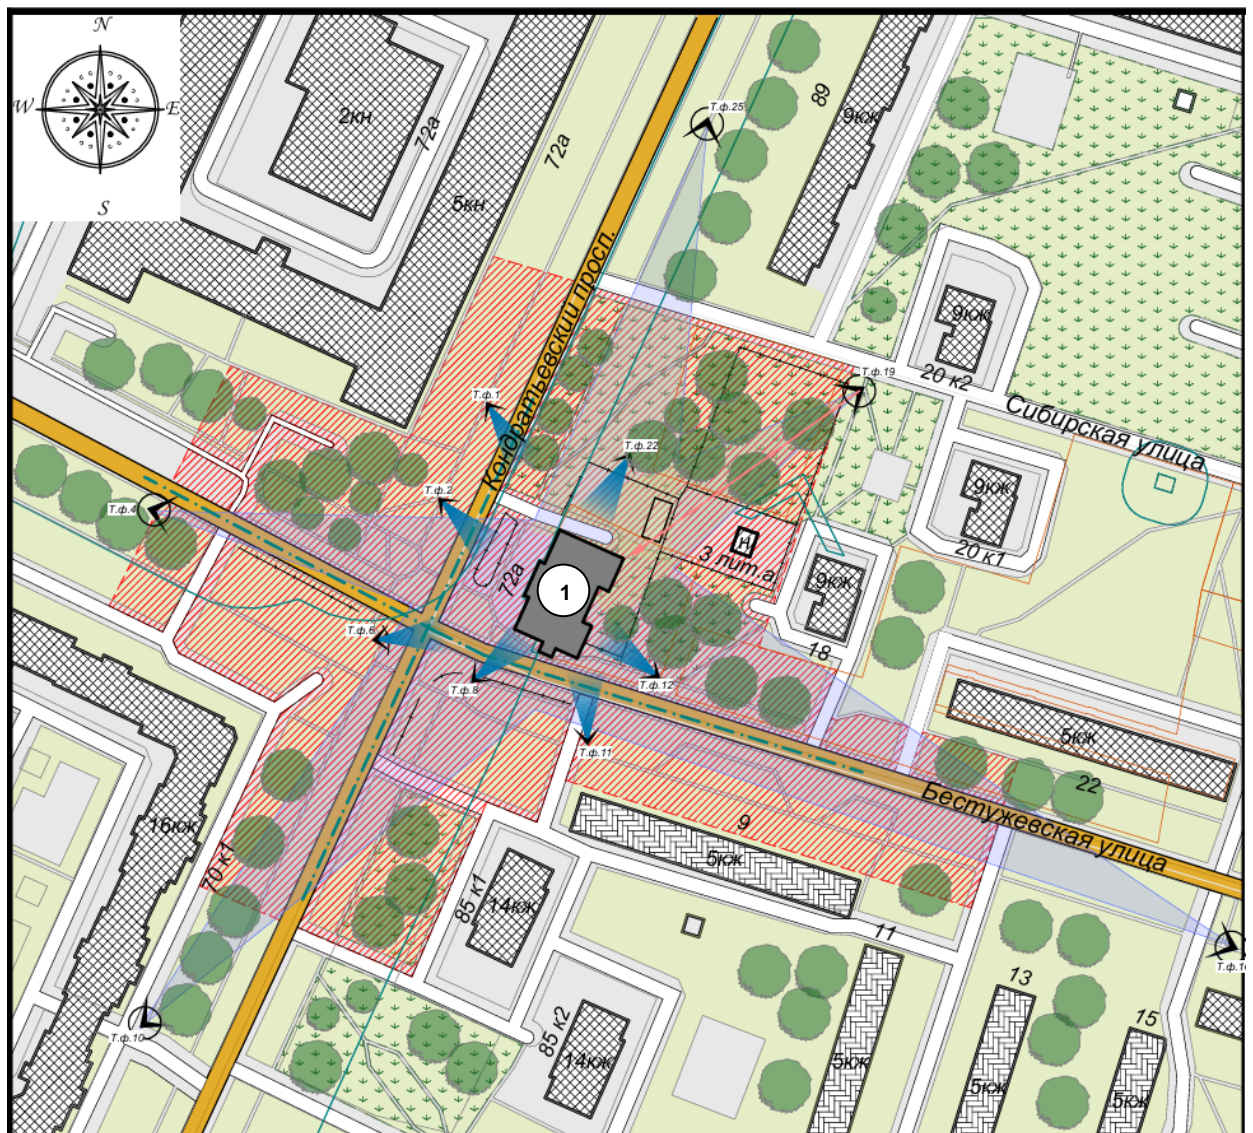 N
W
E
S
2кн
72а
72а
5кн
Т.ф.25
89
9кж
Кондратьевский просп.
9кж
20 к2
Сибирская улица
Т.ф.19
Т.ф.1
Т.ф.22
Т.ф.2
Т.ф.4
9кж
20 к1
Н
3 лит.а
9кж
72а
1
Т.ф.6
18
Т.ф.8
Т.ф.12
Т.ф.11
5кж
22
Бестужевская улица
9
5кж
16кж
70 к1
85 к1
14кж
11
13
15
Т.ф.10
85 к2
14кж
5кж
5кж
5кж